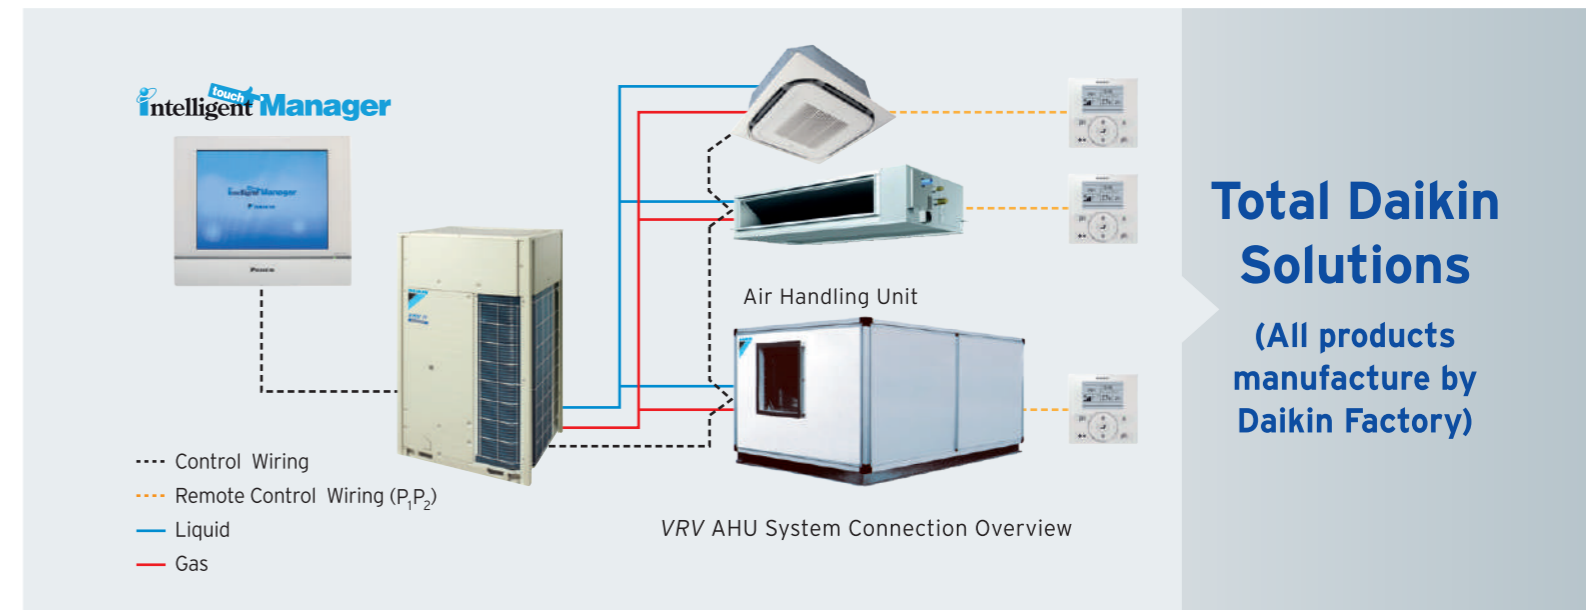 intelligent touch Manager
Air Handling Unit
Control Wiring
Remote Control Wiring (P1P2)
Liquid
Gas
VRV AHU System Connection Overview
Total Daikin
Solutions
(All products
manufacture by
Daikin Factory)